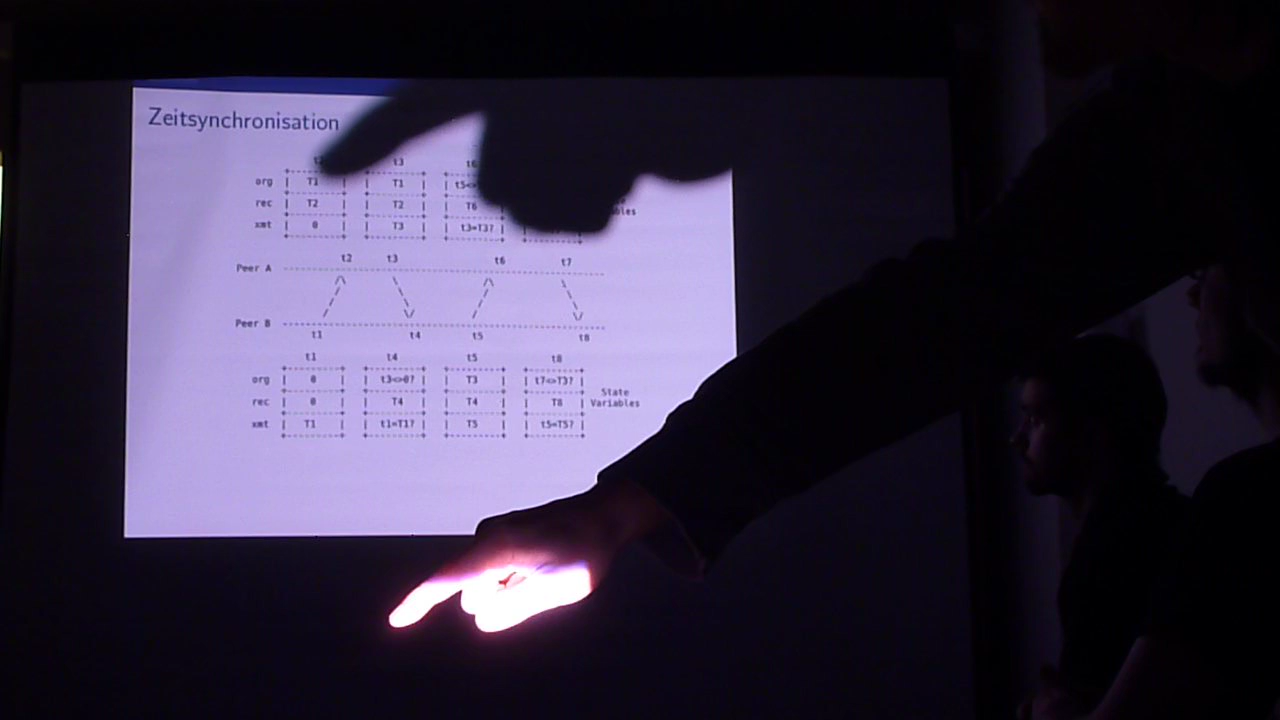 Zeitsynchronisation
t3 t6
org | T1 | | T1 | | t5<>
rec | T2 | | T2 | | T6
xmt | 0 | | T3 | | t3=T3? |
t2 t3 t6 t7
Peer A
Peer B
t1 t4 t5 t8
t1 t4 t5 t8
org | 0 | | t3<>0? | | T3 | | t7<>T3? |
State
rec | 0 | | T4 | | T4 | | T8 | Variables
xmt | T1 | | t1=T1? | | T5 | | t5=T5? |